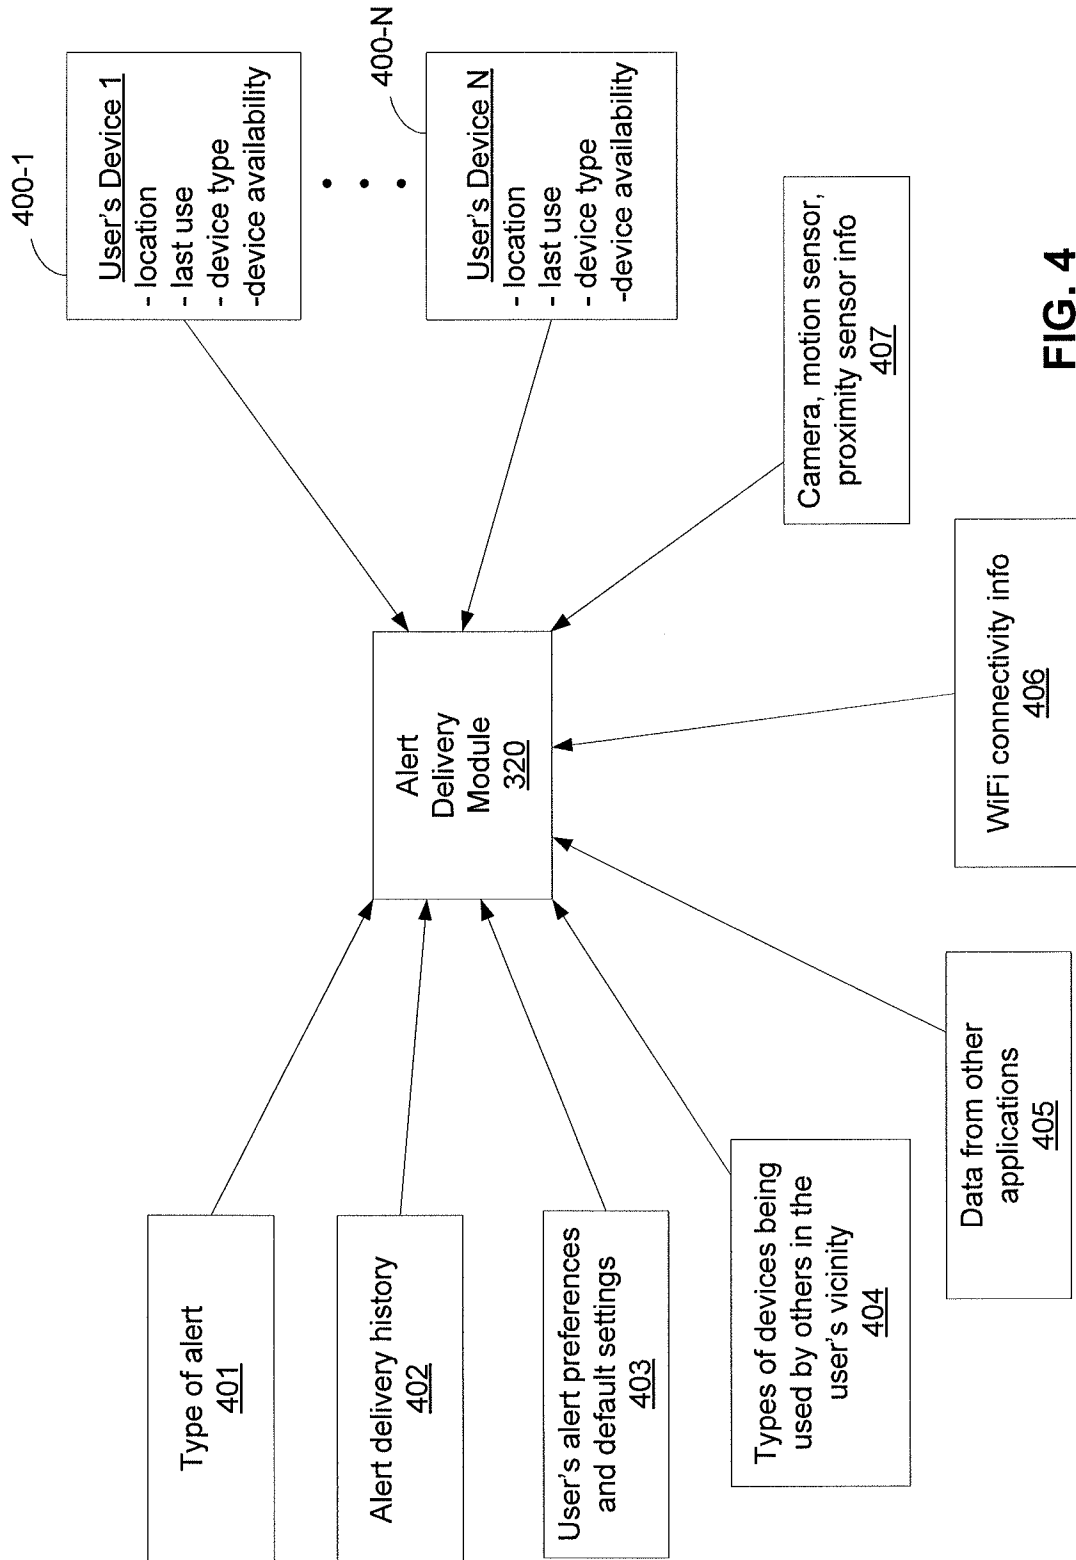 400-1
User's Device 1
- location
- last use
- device type
-device availability
400-N
User's Device N
- location
- last use
- device type
-device availability
Alert
Delivery
Module
320
Type of alert
401
Alert delivery history
402
User's alert preferences
and default settings
403
Types of devices being
used by others in the
user's vicinity
404
Data from other
applications
405
WiFi connectivity info
406
Camera, motion sensor,
proximity sensor info
407
FIG. 4